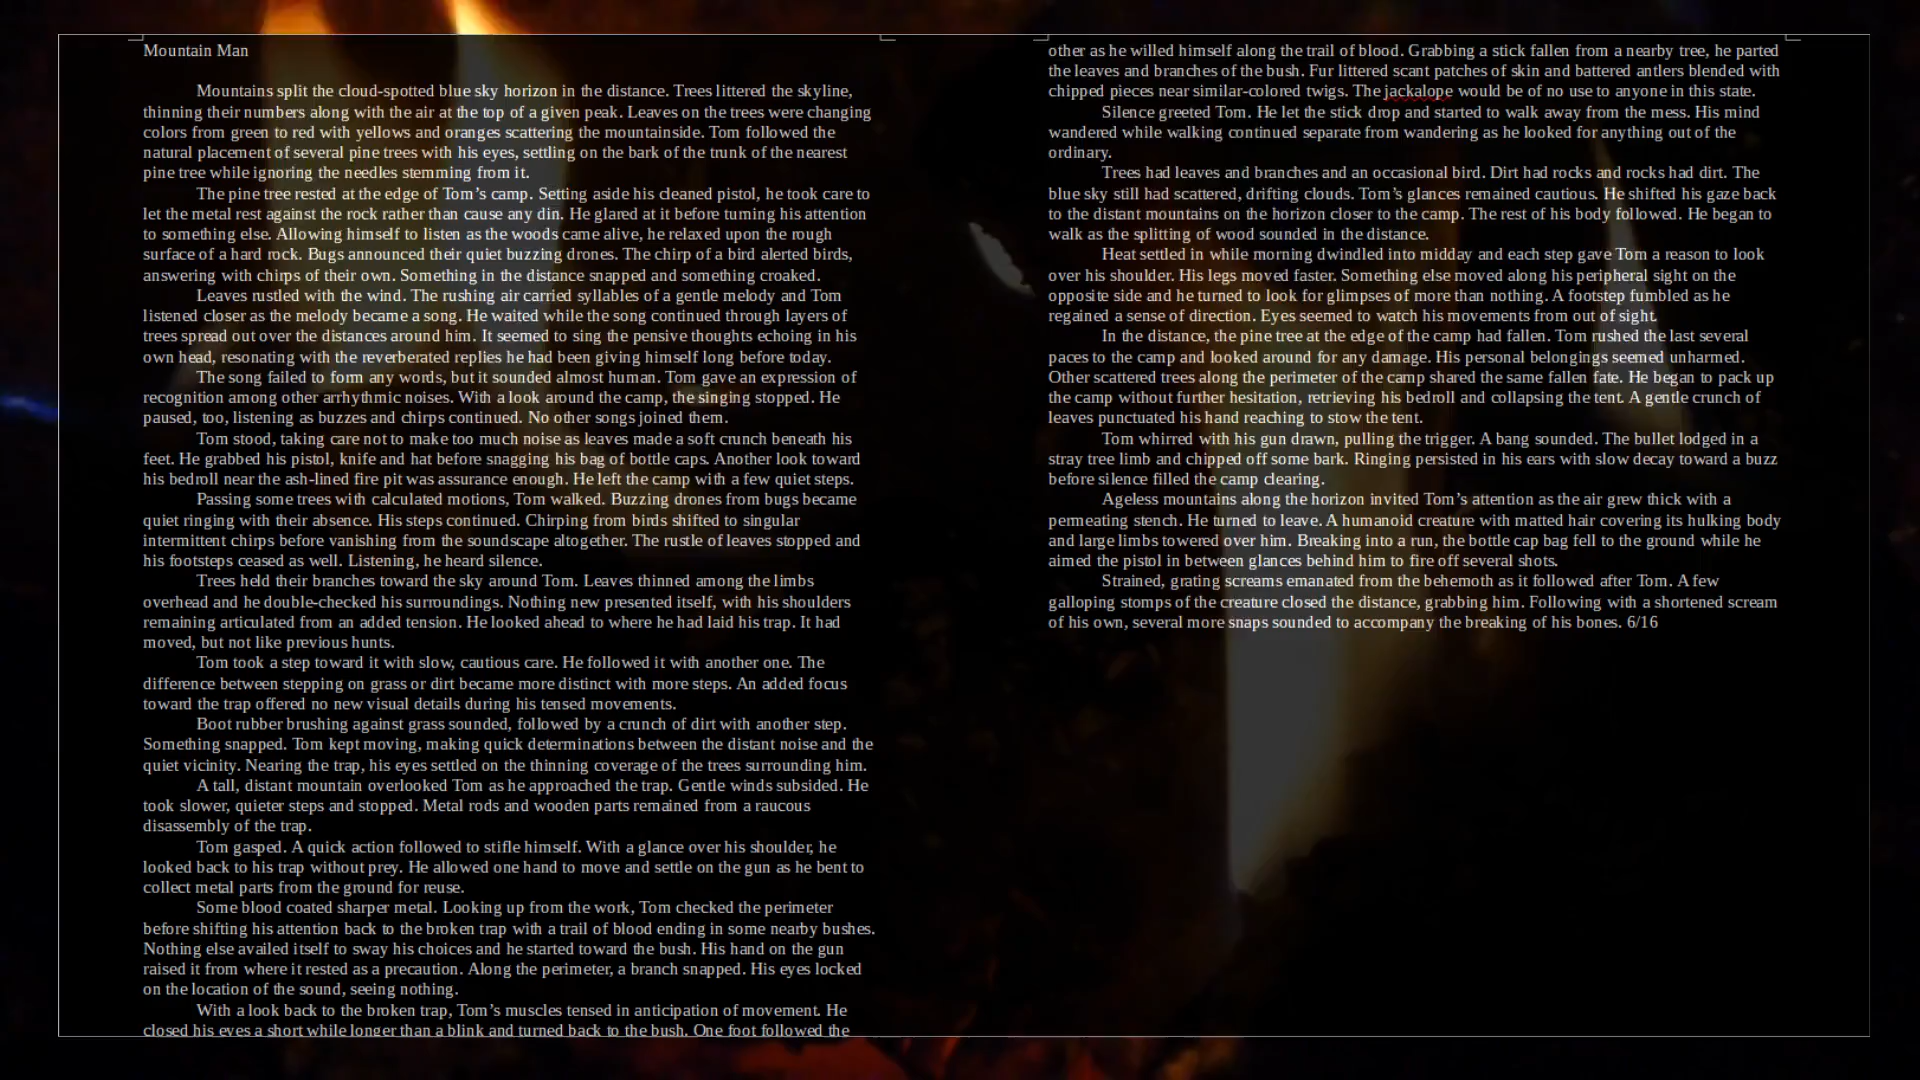 Mountain Man
Mountains split the cloud-spotted blue sky horizon in the distance. Trees littered the skyline,
thinning their numbers along with the air at the top of a given peak. Leaves on the trees were changing
colors from green to red with yellows and oranges scattering the mountainside. Tom followed the
natural placement of several pine trees with his eyes, settling on the bark of the trunk of the nearest
pine tree while ignoring the needles stemming from it.
The pine tree rested at the edge of Tom’s camp. Setting aside his cleaned pistol, he took care to
let the metal rest against the rock rather than cause any din. He glared at it before turning his attention
to something else. Allowing himself to listen as the woods came alive, he relaxed upon the rough
surface of a hard rock. Bugs announced their quiet buzzing drones. The chirp of a bird alerted birds,
answering with chirps of their own. Something in the distance snapped and something croaked.
Leaves rustled with the wind. The rushing air carried syllables of a gentle melody and Tom
listened closer as the melody became a song. He waited while the song continued through layers of
trees spread out over the distances around him. It seemed to sing the pensive thoughts echoing in his
own head, resonating with the reverberated replies he had been giving himself long before today.
The song failed to form any words, but it sounded almost human. Tom gave an expression of
recognition among other arrhythmic noises. With a look around the camp, the singing stopped. He
paused, too, listening as buzzes and chirps continued. No other songs joined them.
Tom stood, taking care not to make too much noise as leaves made a soft crunch beneath his
feet. He grabbed his pistol, knife and hat before snagging his bag of bottle caps. Another look toward
his bedroll near the ash-lined fire pit was assurance enough. He left the camp with a few quiet steps.
Passing some trees with calculated motions, Tom walked. Buzzing drones from bugs became
quiet ringing with their absence. His steps continued. Chirping from birds shifted to singular
intermittent chirps before vanishing from the soundscape altogether. The rustle of leaves stopped and
his footsteps ceased as well. Listening, he heard silence.
Trees held their branches toward the sky around Tom. Leaves thinned among the limbs
overhead and he double-checked his surroundings. Nothing new presented itself, with his shoulders
remaining articulated from an added tension. He looked ahead to where he had laid his trap. It had
moved, but not like previous hunts.
Tom took a step toward it with slow, cautious care. He followed it with another one. The
difference between stepping on grass or dirt became more distinct with more steps. An added focus
toward the trap offered no new visual details during his tensed movements.
Boot rubber brushing against grass sounded, followed by a crunch of dirt with another step.
Something snapped. Tom kept moving, making quick determinations between the distant noise and the
quiet vicinity. Nearing the trap, his eyes settled on the thinning coverage of the trees surrounding him.
A tall, distant mountain overlooked Tom as he approached the trap. Gentle winds subsided. He
took slower, quieter steps and stopped. Metal rods and wooden parts remained from a raucous
disassembly of the trap.
Tom gasped. A quick action followed to stifle himself. With a glance over his shoulder, he
looked back to his trap without prey. He allowed one hand to move and settle on the gun as he bent to
collect metal parts from the ground for reuse.
Some blood coated sharper metal. Looking up from the work, Tom checked the perimeter
before shifting his attention back to the broken trap with a trail of blood ending in some nearby bushes.
Nothing else availed itself to sway his choices and he started toward the bush. His hand on the gun
raised it from where it rested as a precaution. Along the perimeter, a branch snapped. His eyes locked
on the location of the sound, seeing nothing.
With a look back to the broken trap, Tom’s muscles tensed in anticipation of movement. He
closed his eyes a short while longer than a blink and turned back to the bush. One foot followed the
other as he willed himself along the trail of blood. Grabbing a stick fallen from a nearby tree, he parted
the leaves and branches of the bush. Fur littered scant patches of skin and battered antlers blended with
chipped pieces near similar-colored twigs. The jackalope would be of no use to anyone in this state.
Silence greeted Tom. He let the stick drop and started to walk away from the mess. His mind
wandered while walking continued separate from wandering as he looked for anything out of the
ordinary.
Trees had leaves and branches and an occasional bird. Dirt had rocks and rocks had dirt. The
blue sky still had scattered, drifting clouds. Tom’s glances remained cautious. He shifted his gaze back
to the distant mountains on the horizon closer to the camp. The rest of his body followed. He began to
walk as the splitting of wood sounded in the distance.
Heat settled in while morning dwindled into midday and each step gave Tom a reason to look
over his shoulder. His legs moved faster. Something else moved along his peripheral sight on the
opposite side and he turned to look for glimpses of more than nothing. A footstep fumbled as he
regained a sense of direction. Eyes seemed to watch his movements from out of sight.
In the distance, the pine tree at the edge of the camp had fallen. Tom rushed the last several
paces to the camp and looked around for any damage. His personal belongings seemed unharmed.
Other scattered trees along the perimeter of the camp shared the same fallen fate. He began to pack up
the camp without further hesitation, retrieving his bedroll and collapsing the tent. A gentle crunch of
leaves punctuated his hand reaching to stow the tent.
Tom whirred with his gun drawn, pulling the trigger. A bang sounded. The bullet lodged in a
stray tree limb and chipped off some bark. Ringing persisted in his ears with slow decay toward a buzz
before silence filled the camp clearing.
Ageless mountains along the horizon invited Tom’s attention as the air grew thick with a
permeating stench. He turned to leave. A humanoid creature with matted hair covering its hulking body
and large limbs towered over him. Breaking into a run, the bottle cap bag fell to the ground while he
aimed the pistol in between glances behind him to fire off several shots.
Strained, grating screams emanated from the behemoth as it followed after Tom. A few
galloping stomps of the creature closed the distance, grabbing him. Following with a shortened scream
of his own, several more snaps sounded to accompany the breaking of his bones. 6/16